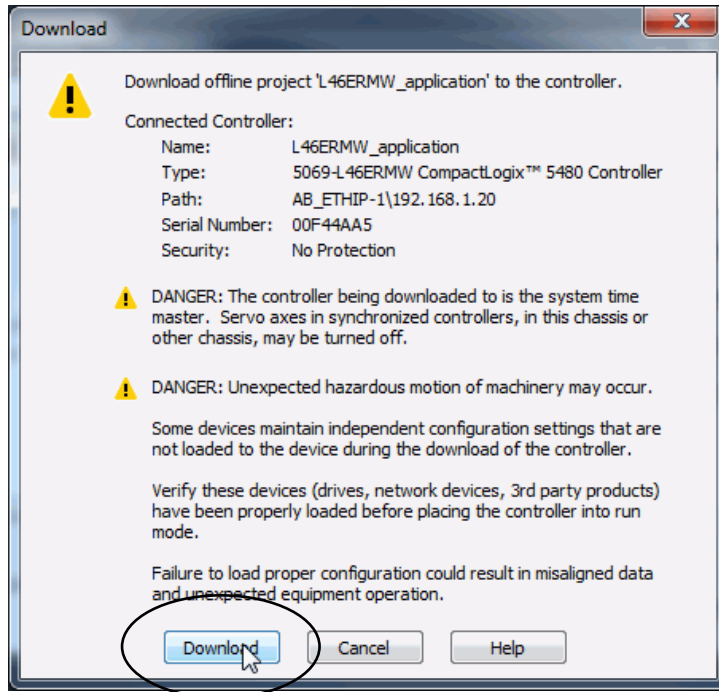 Download
Download offline project 'L46ERMW_application' to the controller.
Connected Controller:
Name: L46ERMW_application
Type: 5069-L46ERMW CompactLogix™ 5480 Controller
Path: AB_ETHIP-1\192.168.1.20
Serial Number: 00F44AA5
Security: No Protection
DANGER: The controller being downloaded to is the system time
master. Servo axes in synchronized controllers, in this chassis or
other chassis, may be turned off.
DANGER: Unexpected hazardous motion of machinery may occur.
Some devices maintain independent configuration settings that are
not loaded to the device during the download of the controller.
Verify these devices (drives, network devices, 3rd party products)
have been properly loaded before placing the controller into run
mode.
Failure to load proper configuration could result in misaligned data
and unexpected equipment operation.
Download Cancel Help